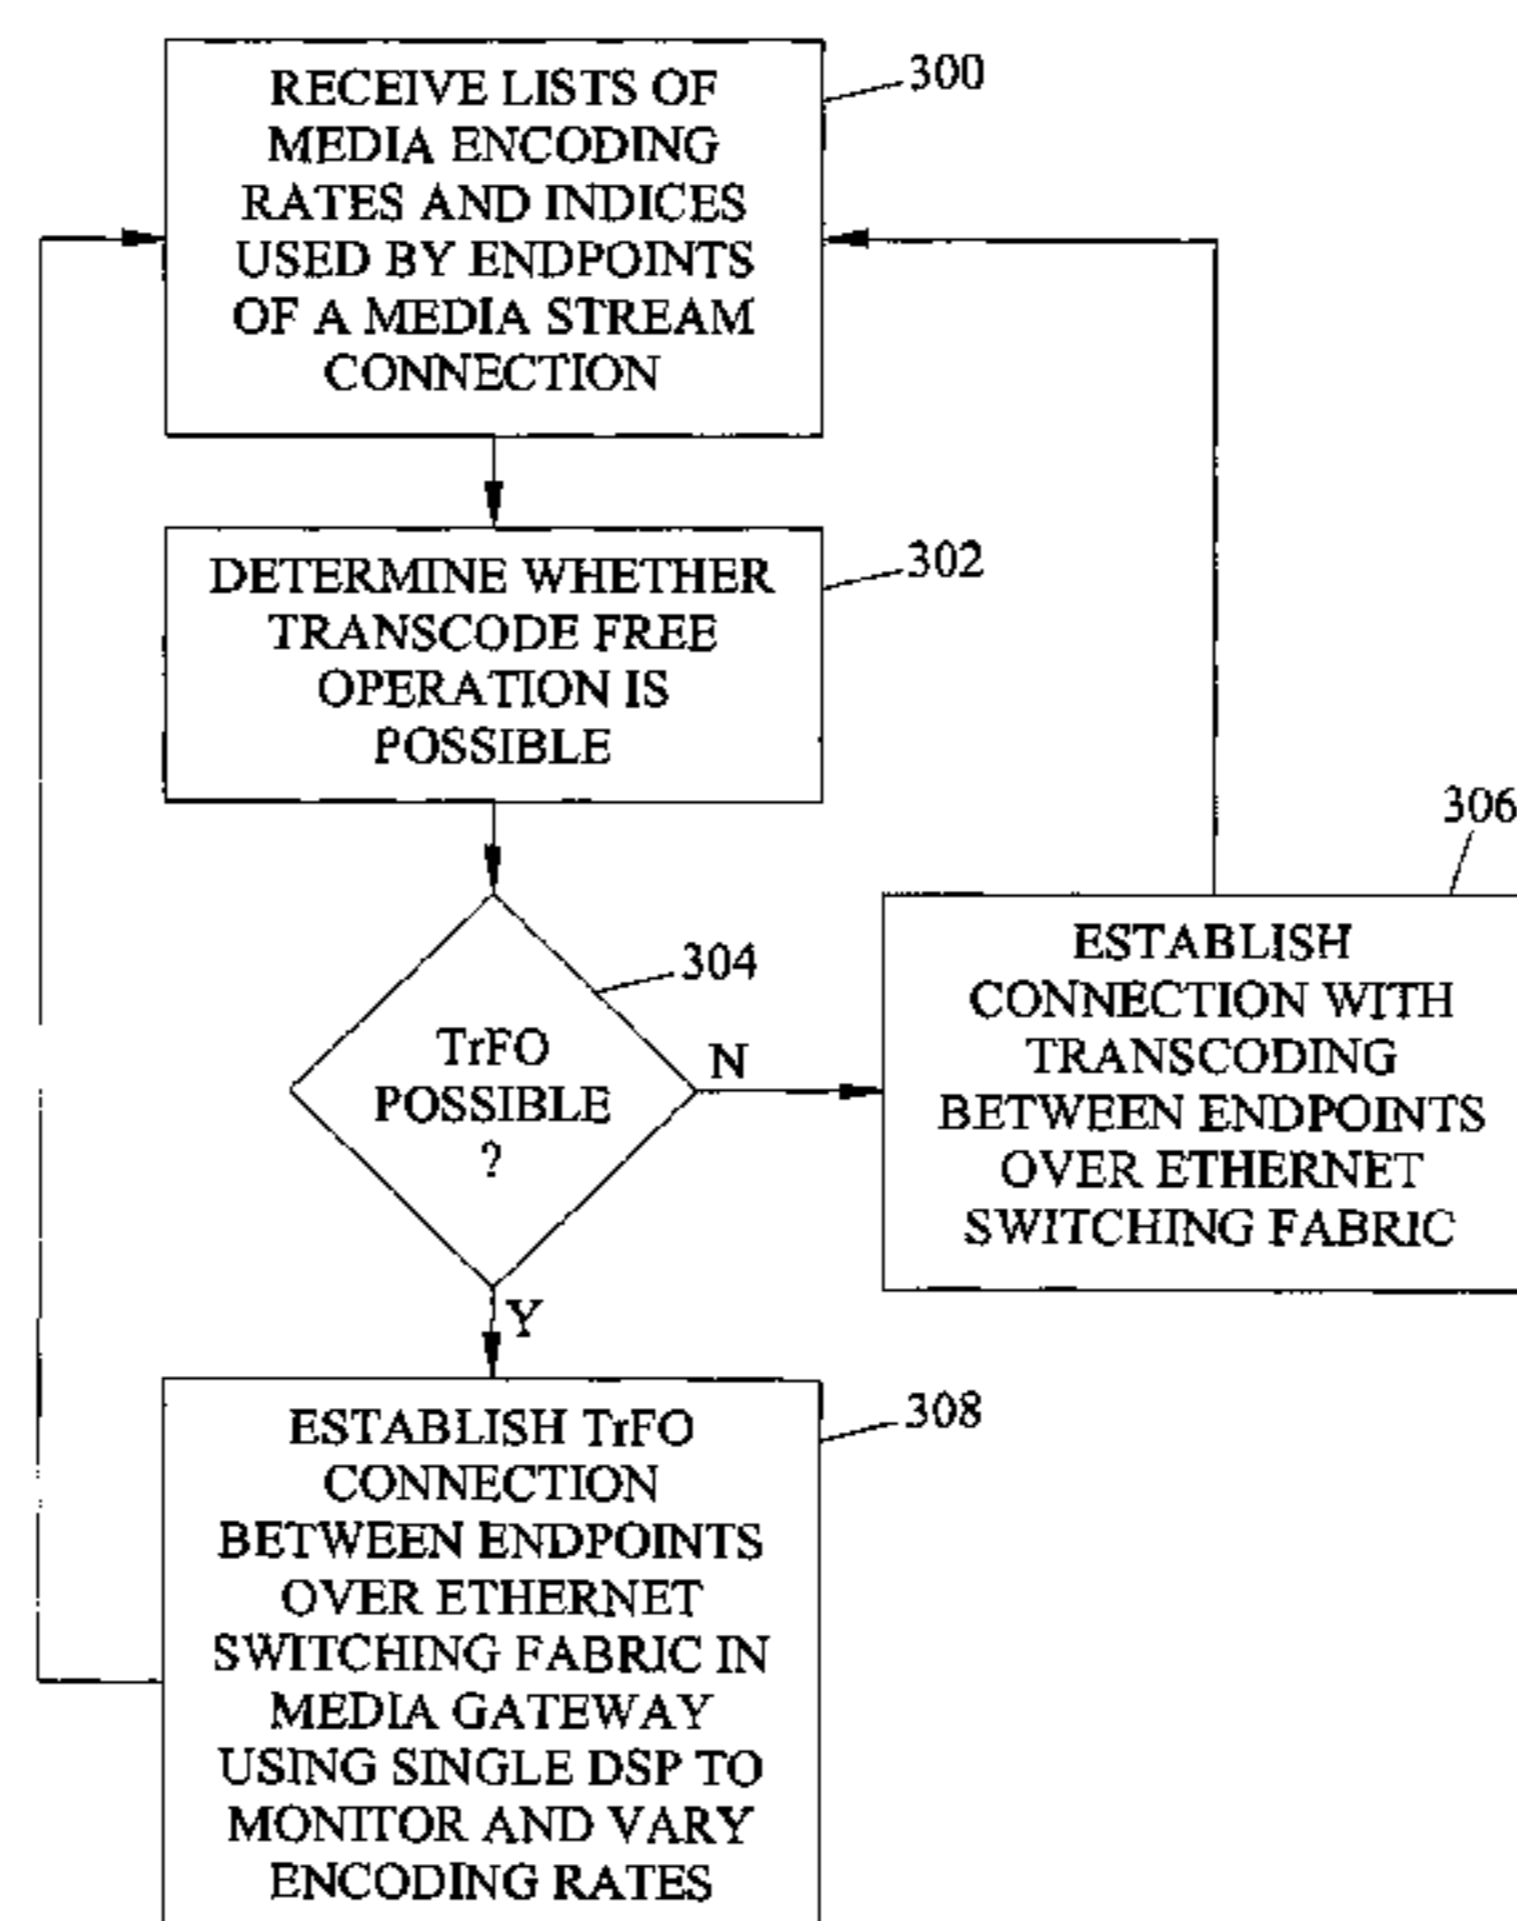 RECEIVE LISTS OF
MEDIA ENCODING
RATES AND INDICES
USED BY ENDPOINTS
OF A MEDIA STREAM
CONNECTION
300
DETERMINE WHETHER
TRANSCODE FREE
OPERATION IS
POSSIBLE
302
TrFO
POSSIBLE
?
304
N
Y
306
ESTABLISH
CONNECTION WITH
TRANSCODING
BETWEEN ENDPOINTS
OVER ETHERNET
SWITCHING FABRIC
ESTABLISH TrFO
CONNECTION
BETWEEN ENDPOINTS
OVER ETHERNET
SWITCHING FABRIC IN
MEDIA GATEWAY
USING SINGLE DSP TO
MONITOR AND VARY
ENCODING RATES
308